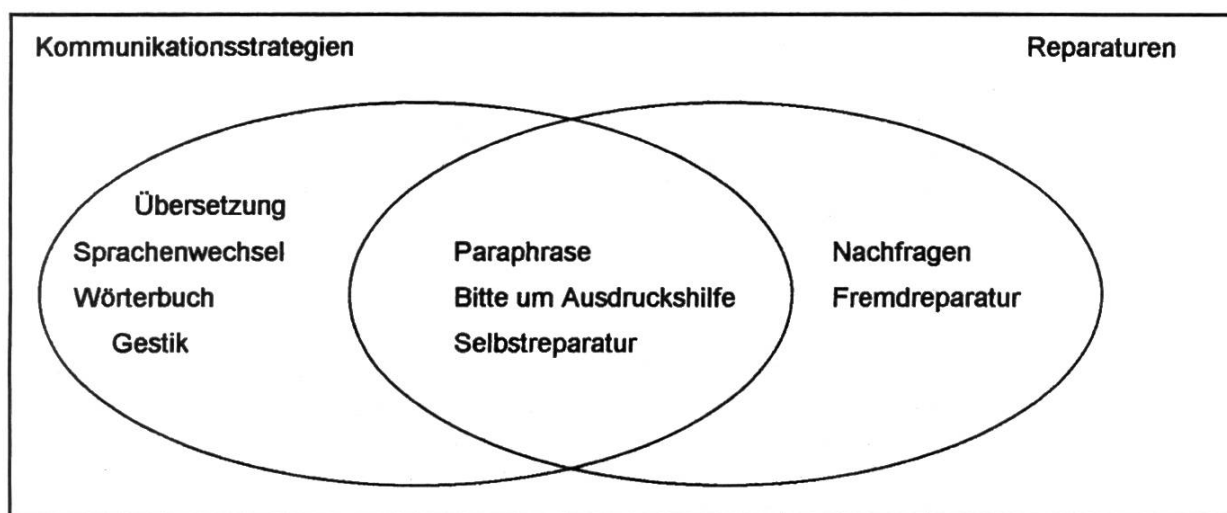 Kommunikationsstrategien
Reparaturen
Übersetzung
Sprachenwechsel
Wörterbuch
Gestik
Paraphrase
Bitte um Ausdruckshilfe
Selbstreparatur
Nachfragen
Fremdreparatur